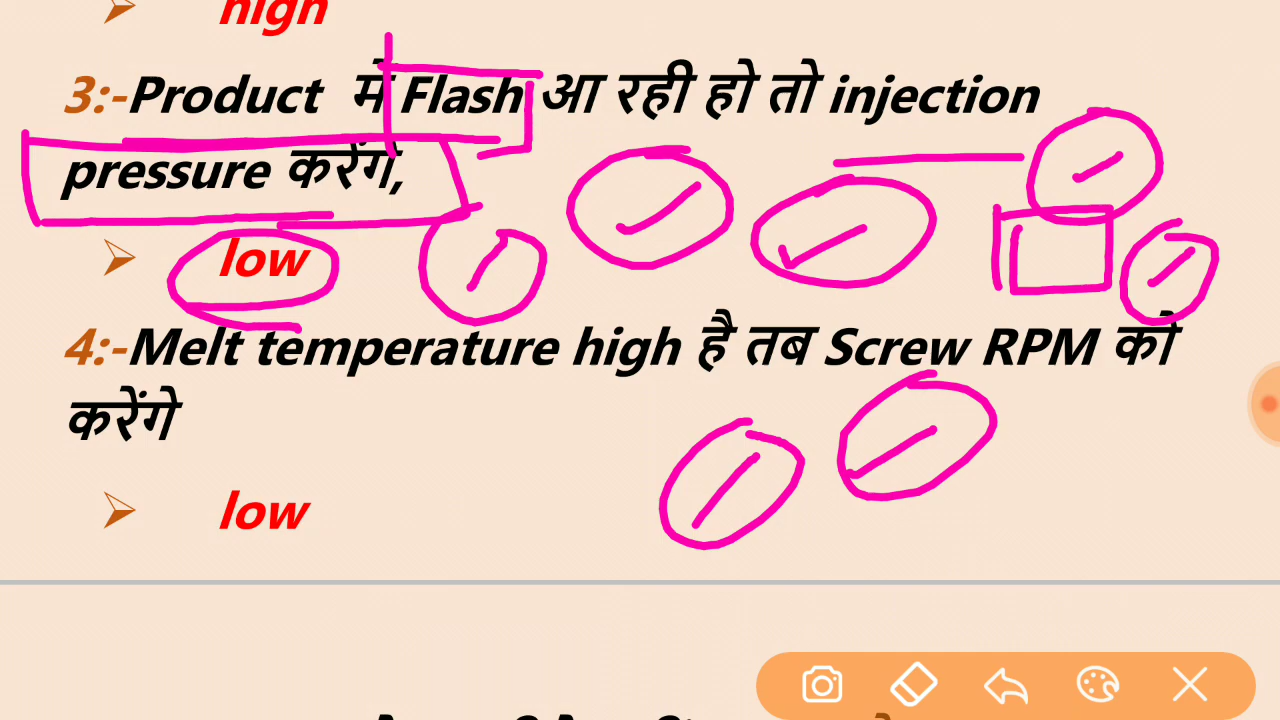 high
3:-Product में Flash आ रही हो तो injection
pressure करेंगे,
low
4:-Melt temperature high है तब Screw RPM को
करेंगे
low